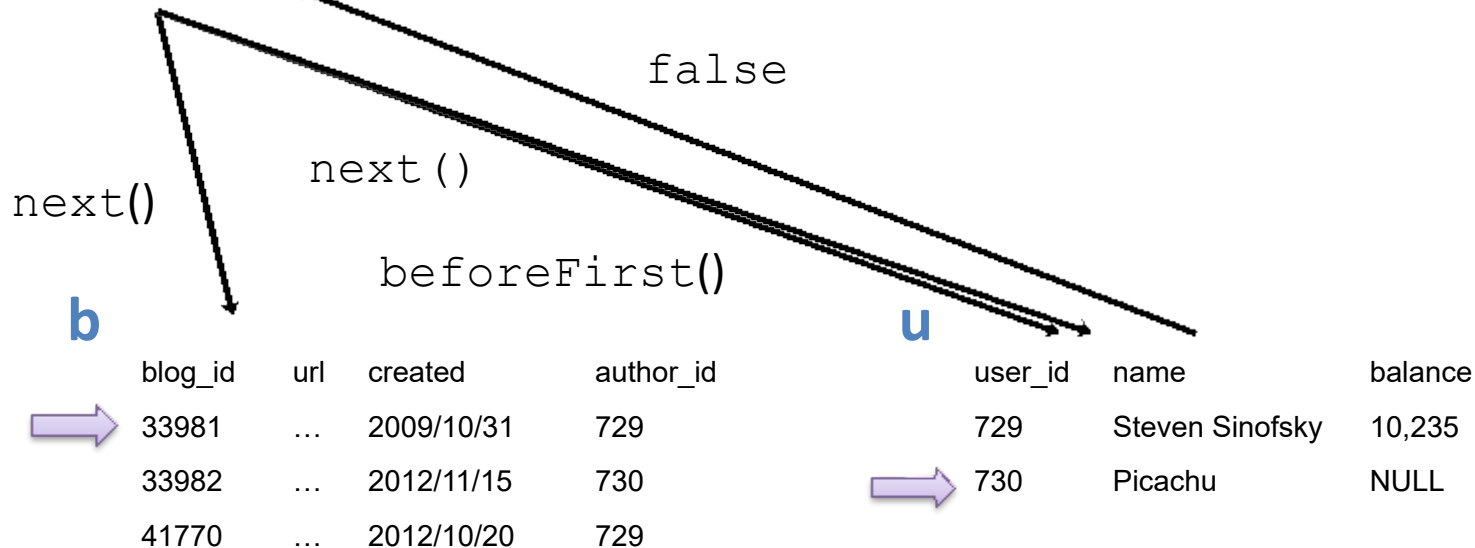 false
next()
next()
beforeFirst()
b
u
blog_id url created author_id
33981 … 2009/10/31 729
33982 … 2012/11/15 730
41770 … 2012/10/20 729
user_id name balance
729 Steven Sinofsky 10,235
730 Picachu NULL